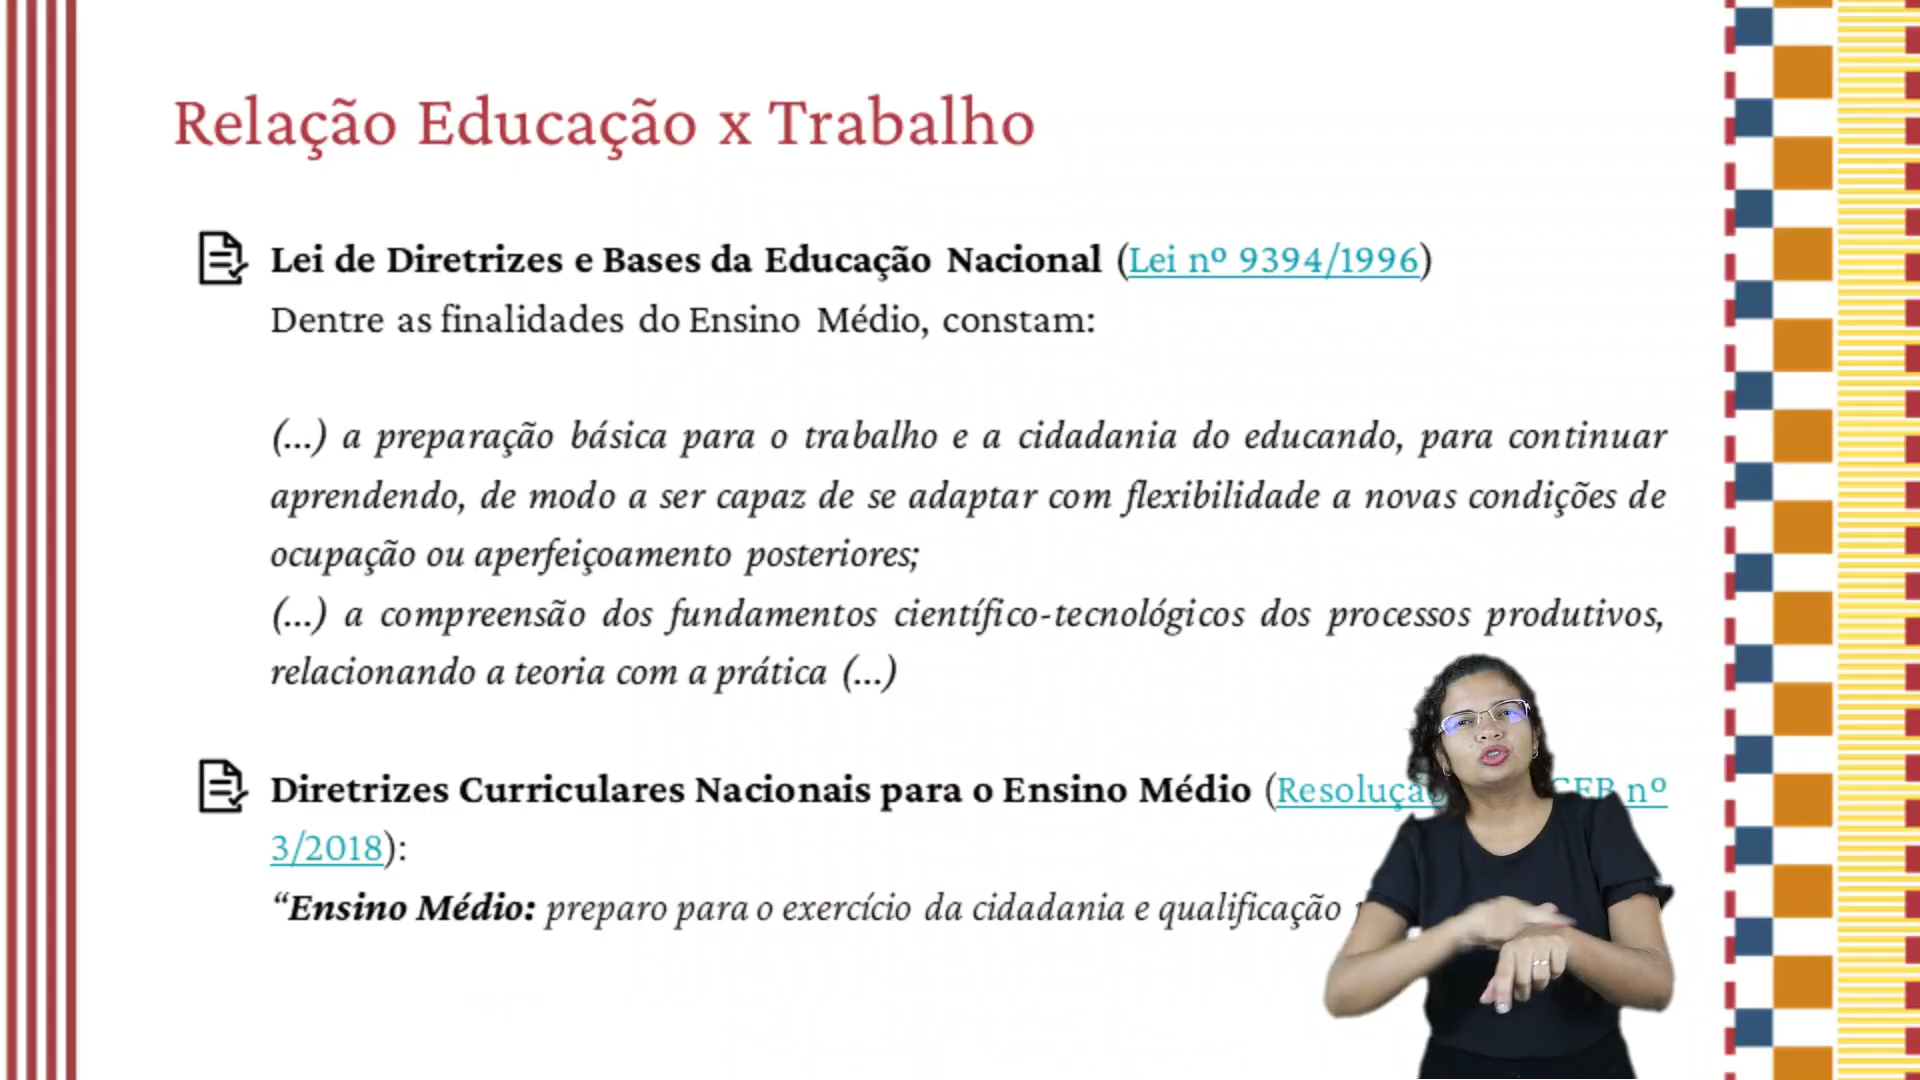 Relação Educação x Trabalho
Lei de Diretrizes e Bases da Educação Nacional (Lei nº 9394/1996)
Dentre as finalidades do Ensino Médio, constam:
(...) a preparação básica para o trabalho e a cidadania do educando, para continuar
aprendendo, de modo a ser capaz de se adaptar com flexibilidade a novas condições de
ocupação ou aperfeiçoamento posteriores;
(...) a compreensão dos fundamentos científico-tecnológicos dos processos produtivos,
relacionando a teoria com a prática (...)
Diretrizes Curriculares Nacionais para o Ensino Médio (Resolução CEB nº
3/2018):
“Ensino Médio: preparo para o exercício da cidadania e qualificação